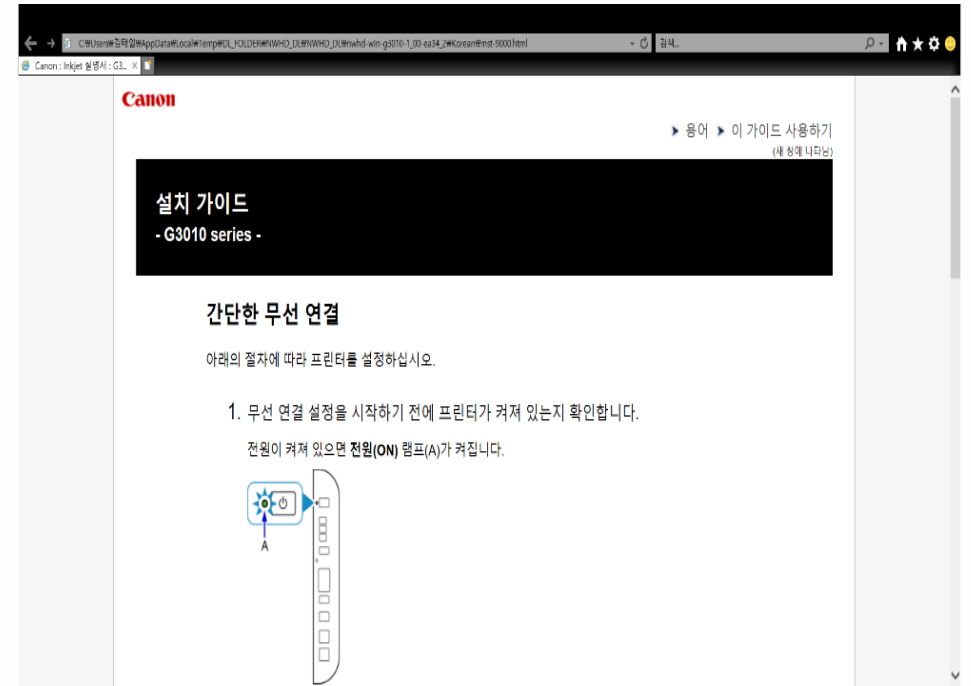 C:₩Users₩김태일₩AppData₩Local₩Temp₩DL_FOLDER₩NWHD_DL₩NWHD_DL₩nwhd-win-g3010-1_00-ea34_2₩Korean₩mst-9000.html
검색...
Canon : Inkjet 설명서 : G3...
Canon
용어 이 가이드 사용하기
(새 창에 나타남)
설치 가이드
- G3010 series -
간단한 무선 연결
아래의 절차에 따라 프린터를 설정하십시오.
1. 무선 연결 설정을 시작하기 전에 프린터가 켜져 있는지 확인합니다.
전원이 켜져 있으면 전원(ON) 램프(A)가 켜집니다.
A